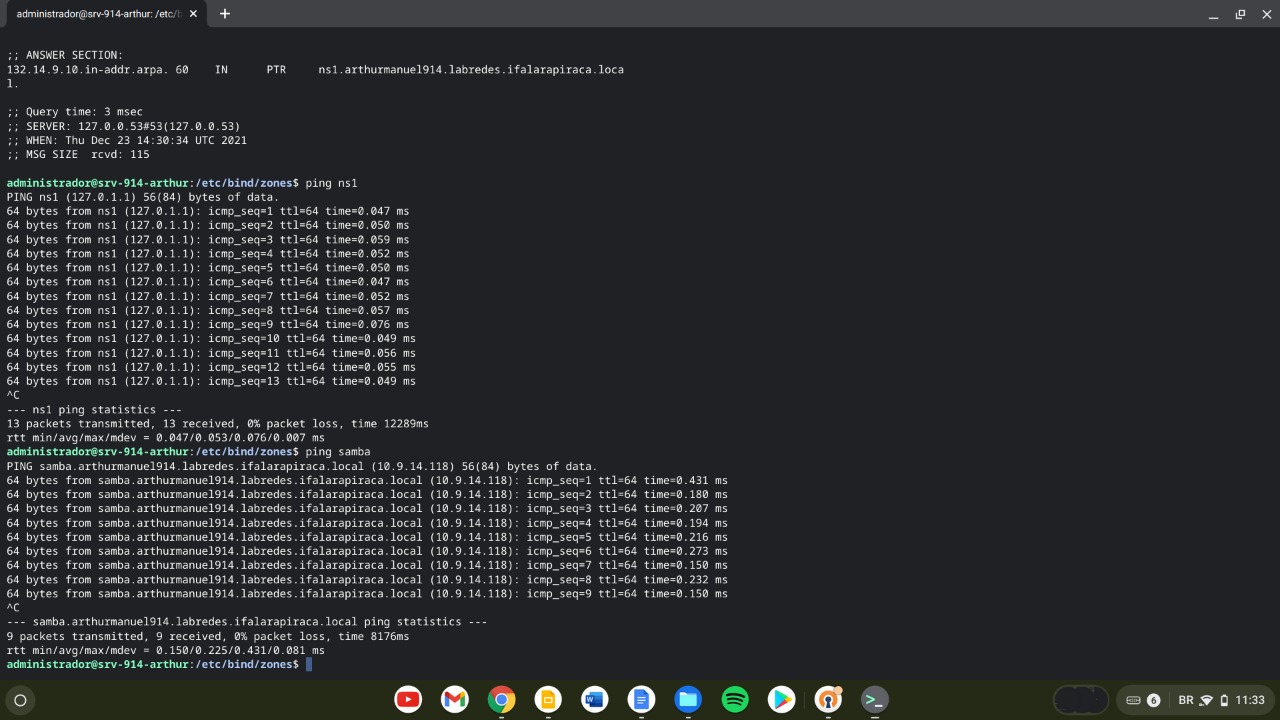 administrador@srv-914-arthur: /etc/b
;; ANSWER SECTION:
132.14.9.10.in-addr.arpa. 60 IN PTR ns1.arthurmanuel914.labredes.ifalarapiraca.loca
l.
;; Query time: 3 msec
;; SERVER: 127.0.0.53#53(127.0.0.53)
;; WHEN: Thu Dec 23 14:30:34 UTC 2021
;; MSG SIZE rcvd: 115
administrador@srv-914-arthur:/etc/bind/zones$ ping ns1
PING ns1 (127.0.1.1) 56(84) bytes of data.
64 bytes from ns1 (127.0.1.1): icmp_seq=1 ttl=64 time=0.047 ms
64 bytes from ns1 (127.0.1.1): icmp_seq=2 ttl=64 time=0.050 ms
64 bytes from ns1 (127.0.1.1): icmp_seq=3 ttl=64 time=0.059 ms
64 bytes from ns1 (127.0.1.1): icmp_seq=4 ttl=64 time=0.052 ms
64 bytes from ns1 (127.0.1.1): icmp_seq=5 ttl=64 time=0.050 ms
64 bytes from ns1 (127.0.1.1): icmp_seq=6 ttl=64 time=0.047 ms
64 bytes from ns1 (127.0.1.1): icmp_seq=7 ttl=64 time=0.052 ms
64 bytes from ns1 (127.0.1.1): icmp_seq=8 ttl=64 time=0.057 ms
64 bytes from ns1 (127.0.1.1): icmp_seq=9 ttl=64 time=0.076 ms
64 bytes from ns1 (127.0.1.1): icmp_seq=10 ttl=64 time=0.049 ms
64 bytes from ns1 (127.0.1.1): icmp_seq=11 ttl=64 time=0.056 ms
64 bytes from ns1 (127.0.1.1): icmp_seq=12 ttl=64 time=0.055 ms
64 bytes from ns1 (127.0.1.1): icmp_seq=13 ttl=64 time=0.049 ms
^C
--- ns1 ping statistics ---
13 packets transmitted, 13 received, 0% packet loss, time 12289ms
rtt min/avg/max/mdev = 0.047/0.053/0.076/0.007 ms
administrador@srv-914-arthur:/etc/bind/zones$ ping samba
PING samba.arthurmanuel914.labredes.ifalarapiraca.local (10.9.14.118) 56(84) bytes of data.
64 bytes from samba.arthurmanuel914.labredes.ifalarapiraca.local (10.9.14.118): icmp_seq=1 ttl=64 time=0.431 ms
64 bytes from samba.arthurmanuel914.labredes.ifalarapiraca.local (10.9.14.118): icmp_seq=2 ttl=64 time=0.180 ms
64 bytes from samba.arthurmanuel914.labredes.ifalarapiraca.local (10.9.14.118): icmp_seq=3 ttl=64 time=0.207 ms
64 bytes from samba.arthurmanuel914.labredes.ifalarapiraca.local (10.9.14.118): icmp_seq=4 ttl=64 time=0.194 ms
64 bytes from samba.arthurmanuel914.labredes.ifalarapiraca.local (10.9.14.118): icmp_seq=5 ttl=64 time=0.216 ms
64 bytes from samba.arthurmanuel914.labredes.ifalarapiraca.local (10.9.14.118): icmp_seq=6 ttl=64 time=0.273 ms
64 bytes from samba.arthurmanuel914.labredes.ifalarapiraca.local (10.9.14.118): icmp_seq=7 ttl=64 time=0.150 ms
64 bytes from samba.arthurmanuel914.labredes.ifalarapiraca.local (10.9.14.118): icmp_seq=8 ttl=64 time=0.232 ms
64 bytes from samba.arthurmanuel914.labredes.ifalarapiraca.local (10.9.14.118): icmp_seq=9 ttl=64 time=0.150 ms
^C
--- samba.arthurmanuel914.labredes.ifalarapiraca.local ping statistics ---
9 packets transmitted, 9 received, 0% packet loss, time 8176ms
rtt min/avg/max/mdev = 0.150/0.225/0.431/0.081 ms
administrador@srv-914-arthur:/etc/bind/zones$
6 BR 11:33